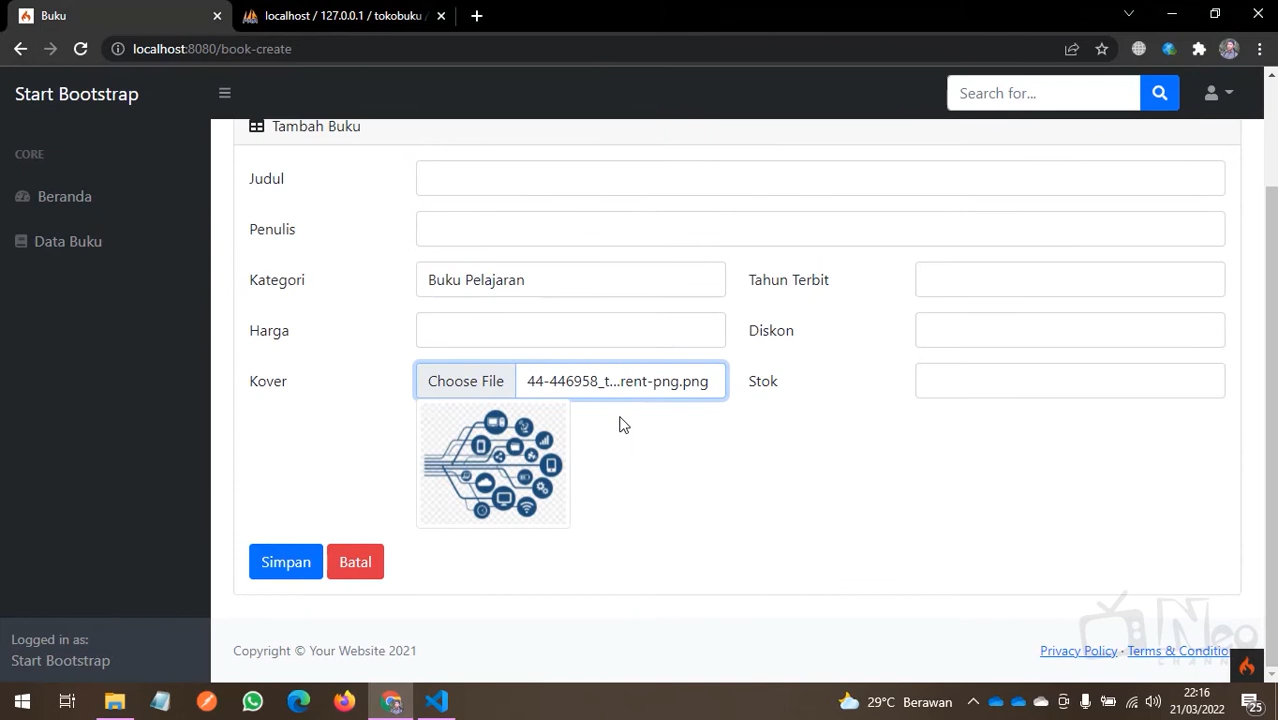 Buku
localhost / 127.0.0.1 / tokobuku /
localhost:8080/book-create
Start Bootstrap
Search for...
CORE
Beranda
Data Buku
Tambah Buku
Judul
Penulis
Kategori
Buku Pelajaran
Tahun Terbit
Harga
Diskon
Kover
Choose File
44-446958_t...rent-png.png
Stok
Simpan
Batal
Logged in as:
Start Bootstrap
Copyright © Your Website 2021
Privacy Policy · Terms & Conditio
Neo
CHANN
29°C Berawan
22:16
21/03/2022
25